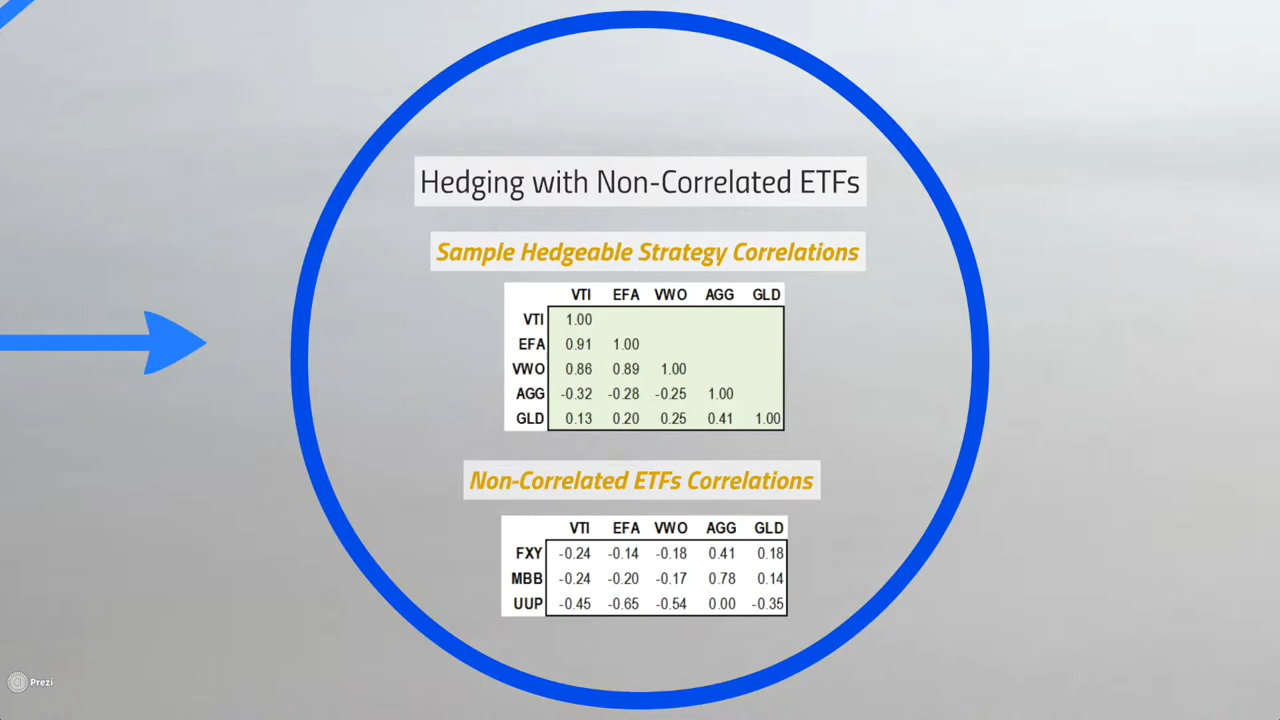 Hedging with Non-Correlated ETFs
Sample Hedgeable Strategy Correlations
VTI EFA VWO AGG GLD
VTI 1.00
EFA 0.91 1.00
VWO 0.86 0.89 1.00
AGG -0.32 -0.28 -0.25 1.00
GLD 0.13 0.20 0.25 0.41 1.00
Non-Correlated ETFs Correlations
VTI EFA VWO AGG GLD
FXY -0.24 -0.14 -0.18 0.41 0.18
MBB -0.24 -0.20 -0.17 0.78 0.14
UUP -0.45 -0.65 -0.54 0.00 -0.35
Prezi